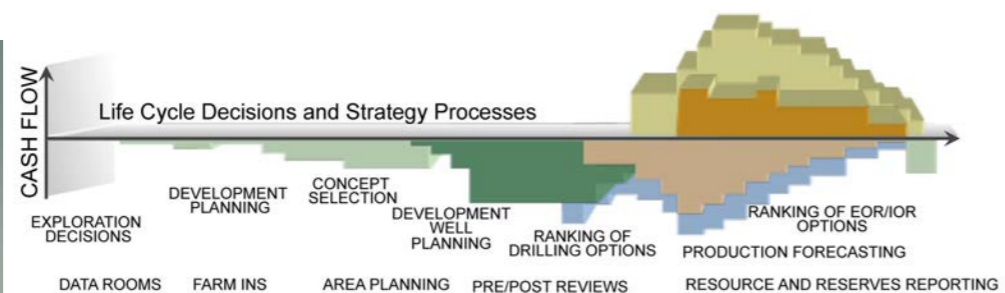 CASH FLOW
Life Cycle Decisions and Strategy Processes
EXPLORATION
DECISIONS
DEVELOPMENT
PLANNING
CONCEPT
SELECTION
DEVELOPMENT
WELL
PLANNING
RANKING OF
DRILLING OPTIONS
RANKING OF EOR/IOR
OPTIONS
PRODUCTION FORECASTING
DATA ROOMS
FARM INS
AREA PLANNING
PRE/POST REVIEWS
RESOURCE AND RESERVES REPORTING